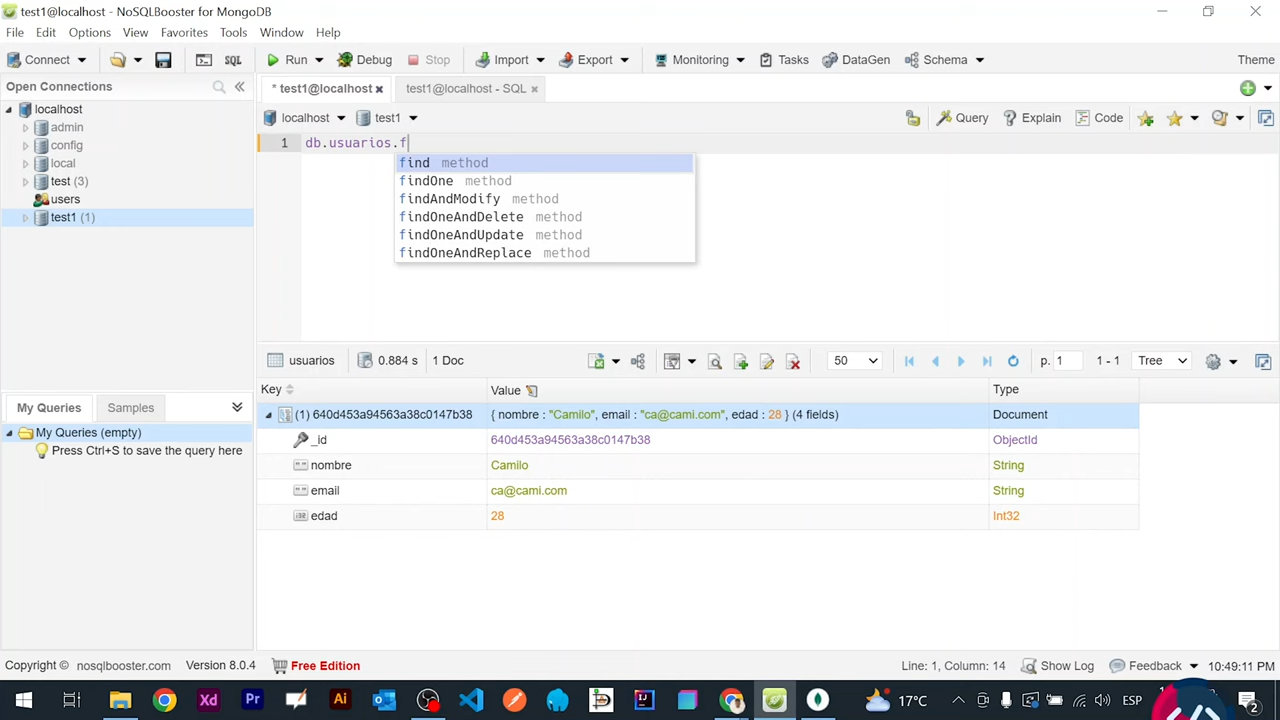 test1@localhost - NoSQLBooster for MongoDB
File Edit Options View Favorites Tools Window Help
Connect SQL Run Debug Stop Import Export Monitoring Tasks DataGen Schema Theme
Open Connections
* test1@localhost
test1@localhost - SQL
localhost
admin
config
local
test (3)
users
test1 (1)
localhost test1 Query Explain Code
1 db.usuarios.f
find method
findOne method
findAndModify method
findOneAndDelete method
findOneAndUpdate method
findOneAndReplace method
My Queries Samples
My Queries (empty)
Press Ctrl+S to save the query here
usuarios 0.884 s 1 Doc 50 p. 1 1 - 1 Tree
Key Value Type
(1) 640d453a94563a38c0147b38 { nombre : "Camilo", email : "ca@cami.com", edad : 28 } (4 fields) Document
_id 640d453a94563a38c0147b38 ObjectId
nombre Camilo String
email ca@cami.com String
edad 28 Int32
Copyright © nosqlbooster.com Version 8.0.4 Free Edition Line: 1, Column: 14 Show Log Feedback 10:49:11 PM
Xd Pr Ai 17°C ESP 2